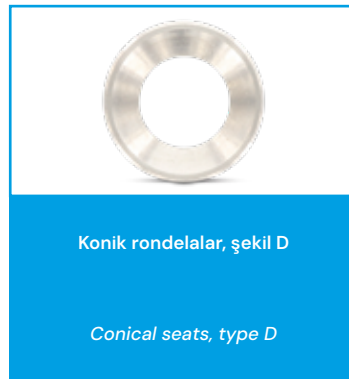 Konik rondelalar, şekil D
Conical seats, type D